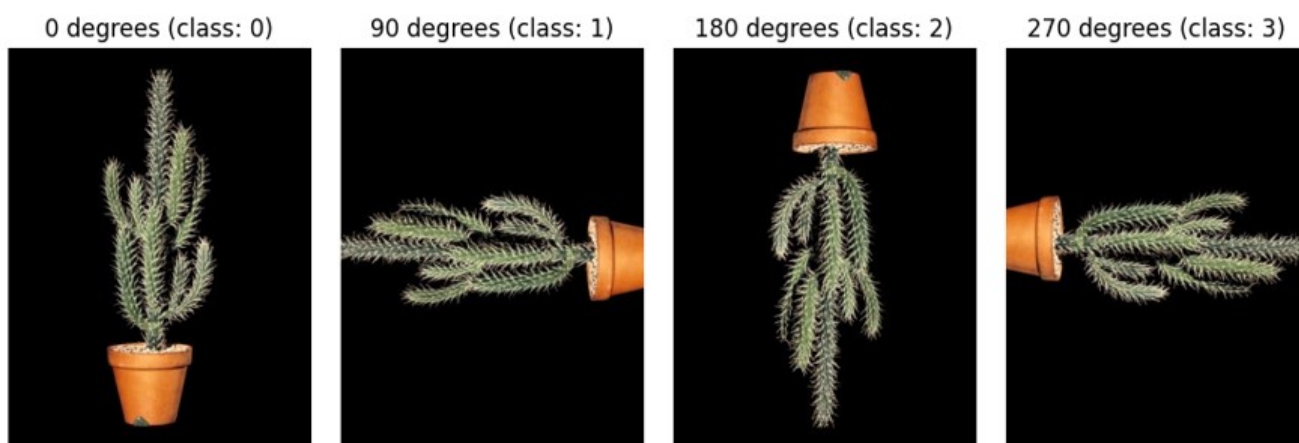 0 degrees (class: 0)
90 degrees (class: 1)
180 degrees (class: 2)
270 degrees (class: 3)